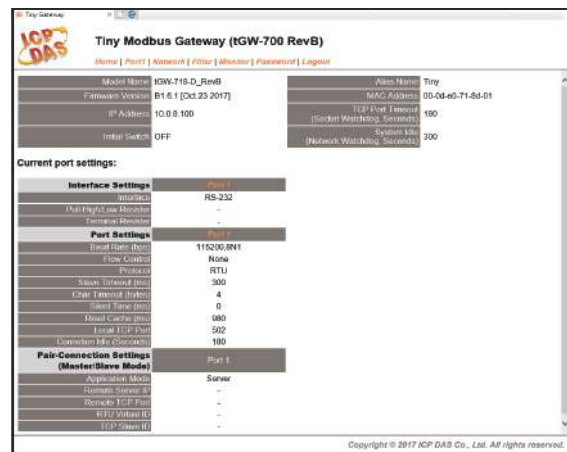 Tiny Gateway
ICP DAS
Tiny Modbus Gateway (tGW-700 RevB)
Home | Port1 | Network | Filter | Monitor | Password | Logout
Model Name tGW-718-D_RevB Alias Name Tiny
Firmware Version B1.6.1 [Oct.23 2017] MAC Address 00-0d-e0-71-8d-01
IP Address 10.0.8.100 TCP Port Timeout (Socket Watchdog, Seconds) 180
Initial Switch OFF System Idle (Network Watchdog, Seconds) 300
Current port settings:
Interface Settings Port 1
Interface RS-232
Pull-High/Low Resister -
Terminal Resister -
Port Settings Port 1
Baud Rate (bps) 115200,8N1
Flow Control None
Protocol RTU
Slave Timeout (ms) 300
Char Timeout (bytes) 4
Silent Time (ms) 0
Read Cache (ms) 980
Local TCP Port 502
Connection Idle (Seconds) 180
Pair-Connection Settings (Master/Slave Mode) Port 1
Application Mode Server
Remote Server IP -
Remote TCP Port -
RTU Virtual ID -
TCP Slave ID -
Copyright © 2017 ICP DAS Co., Ltd. All rights reserved.